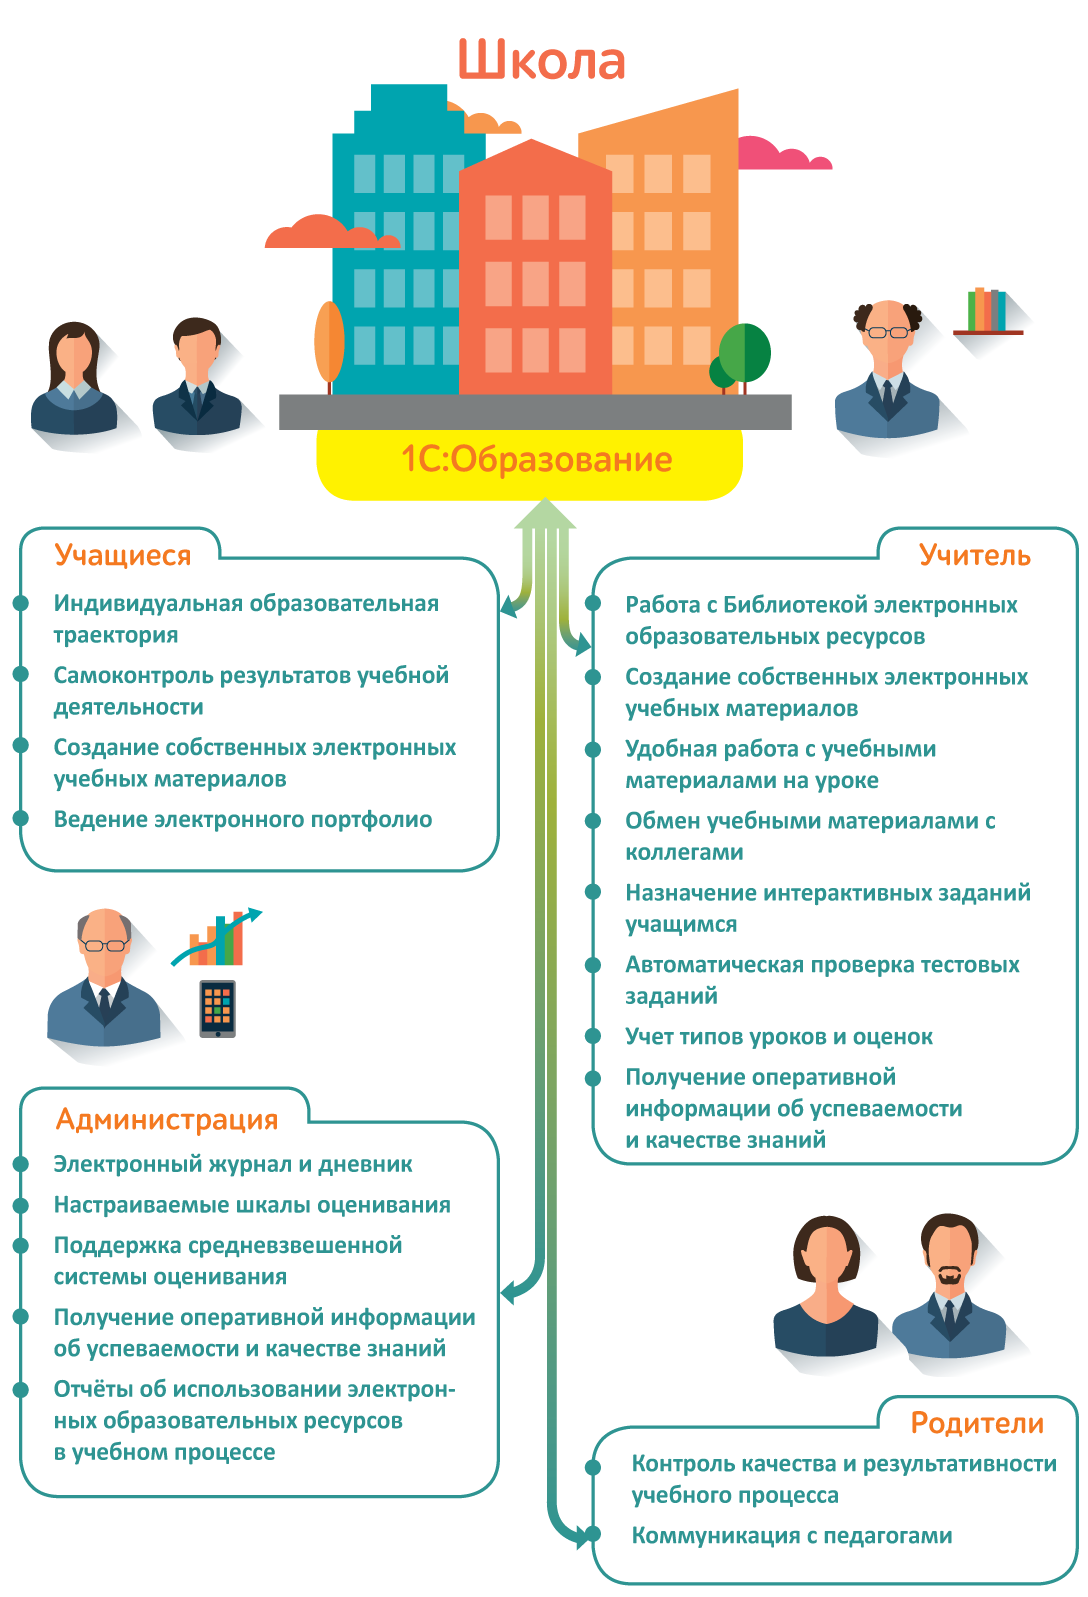 Школа
1С:Образование
Учащиеся
Индивидуальная образовательная
траектория
Самоконтроль результатов учебной
деятельности
Создание собственных электронных
учебных материалов
Ведение электронного портфолио
Учитель
Работа с Библиотекой электронных
образовательных ресурсов
Создание собственных электронных
учебных материалов
Удобная работа с учебными
материалами на уроке
Обмен учебными материалами с
коллегами
Назначение интерактивных заданий
учащимся
Автоматическая проверка тестовых
заданий
Учет типов уроков и оценок
Получение оперативной
информации об успеваемости
и качестве знаний
Администрация
Электронный журнал и дневник
Настраиваемые шкалы оценивания
Поддержка средневзвешенной
системы оценивания
Получение оперативной информации
об успеваемости и качестве знаний
Отчёты об использовании электрон-
ных образовательных ресурсов
в учебном процессе
Родители
Контроль качества и результативности
учебного процесса
Коммуникация с педагогами